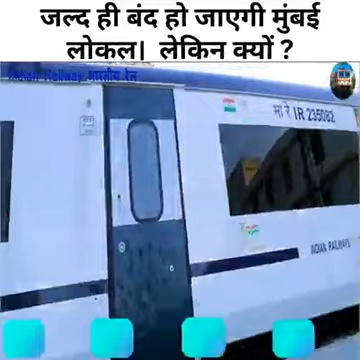 जल्द ही बंद हो जाएगी मुंबई
लोकल। लेकिन क्यों ?
Indian Railway भारतीय रेल
भा रे IR 235082
INDIAN RAILWAYS